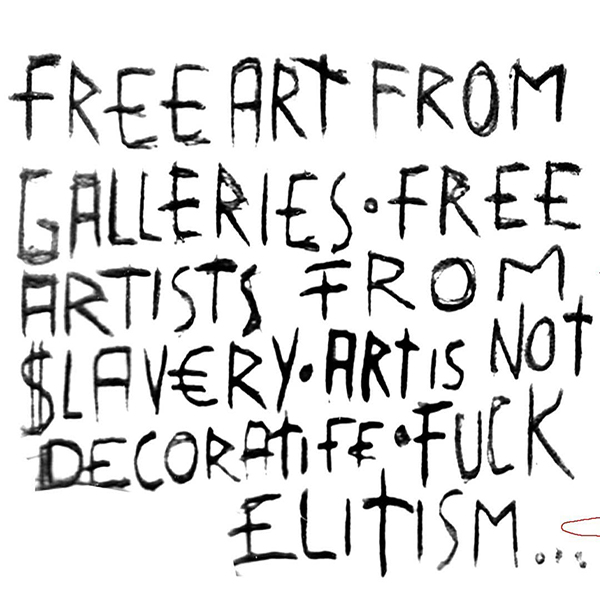 FREE ART FROM
GALLERIES • FREE
ARTISTS FROM
$LAV€RY • ART IS NOT
DECORATIFE • FUCK
ELITISM...